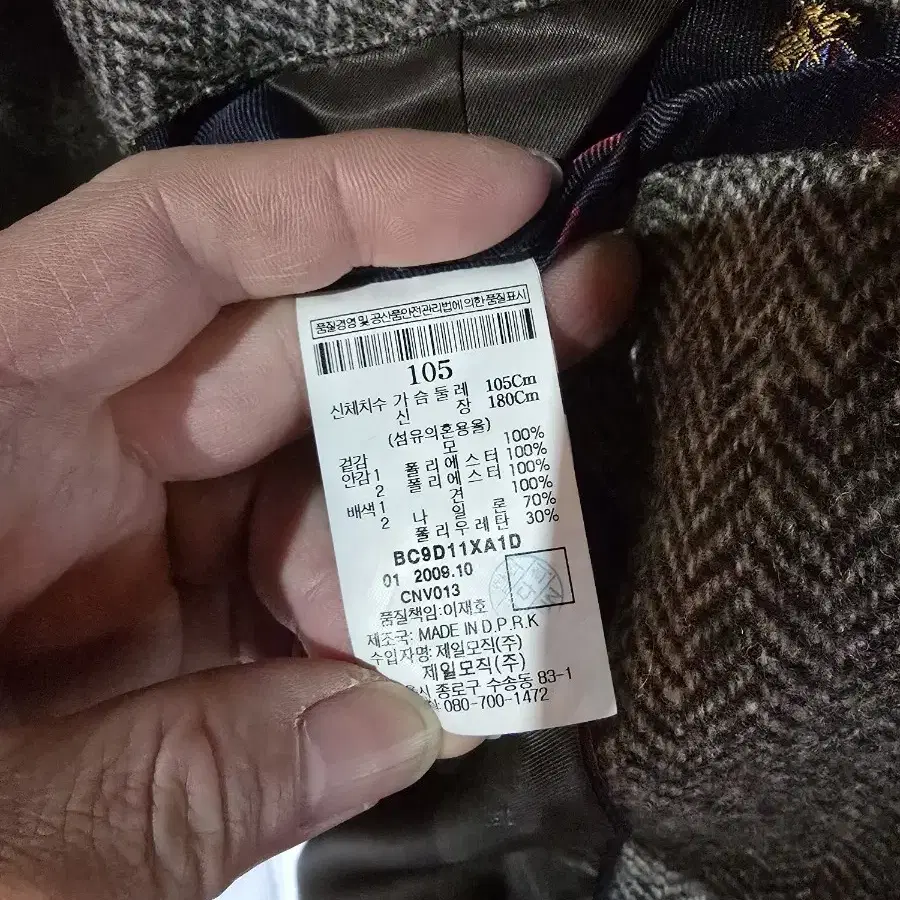 품질경영 및 공산품안전관리법에 의한 품질표시
105
신체치수 가슴둘레 105Cm
신 장 180Cm
(섬유의혼용율)
겉감 모 100%
안감 1 폴리에스터 100%
2 폴리에스터 100%
배색 1 견 100%
2 나 일 론 70%
폴리우레탄 30%
BC9D11XA1D
01 2009.10
CNV013
품질책임:이재호
제조국: MADE IN D.P.R.K
수입자명: 제일모직(주)
제일모직(주)
종로구 수송동 83-1
080-700-1472